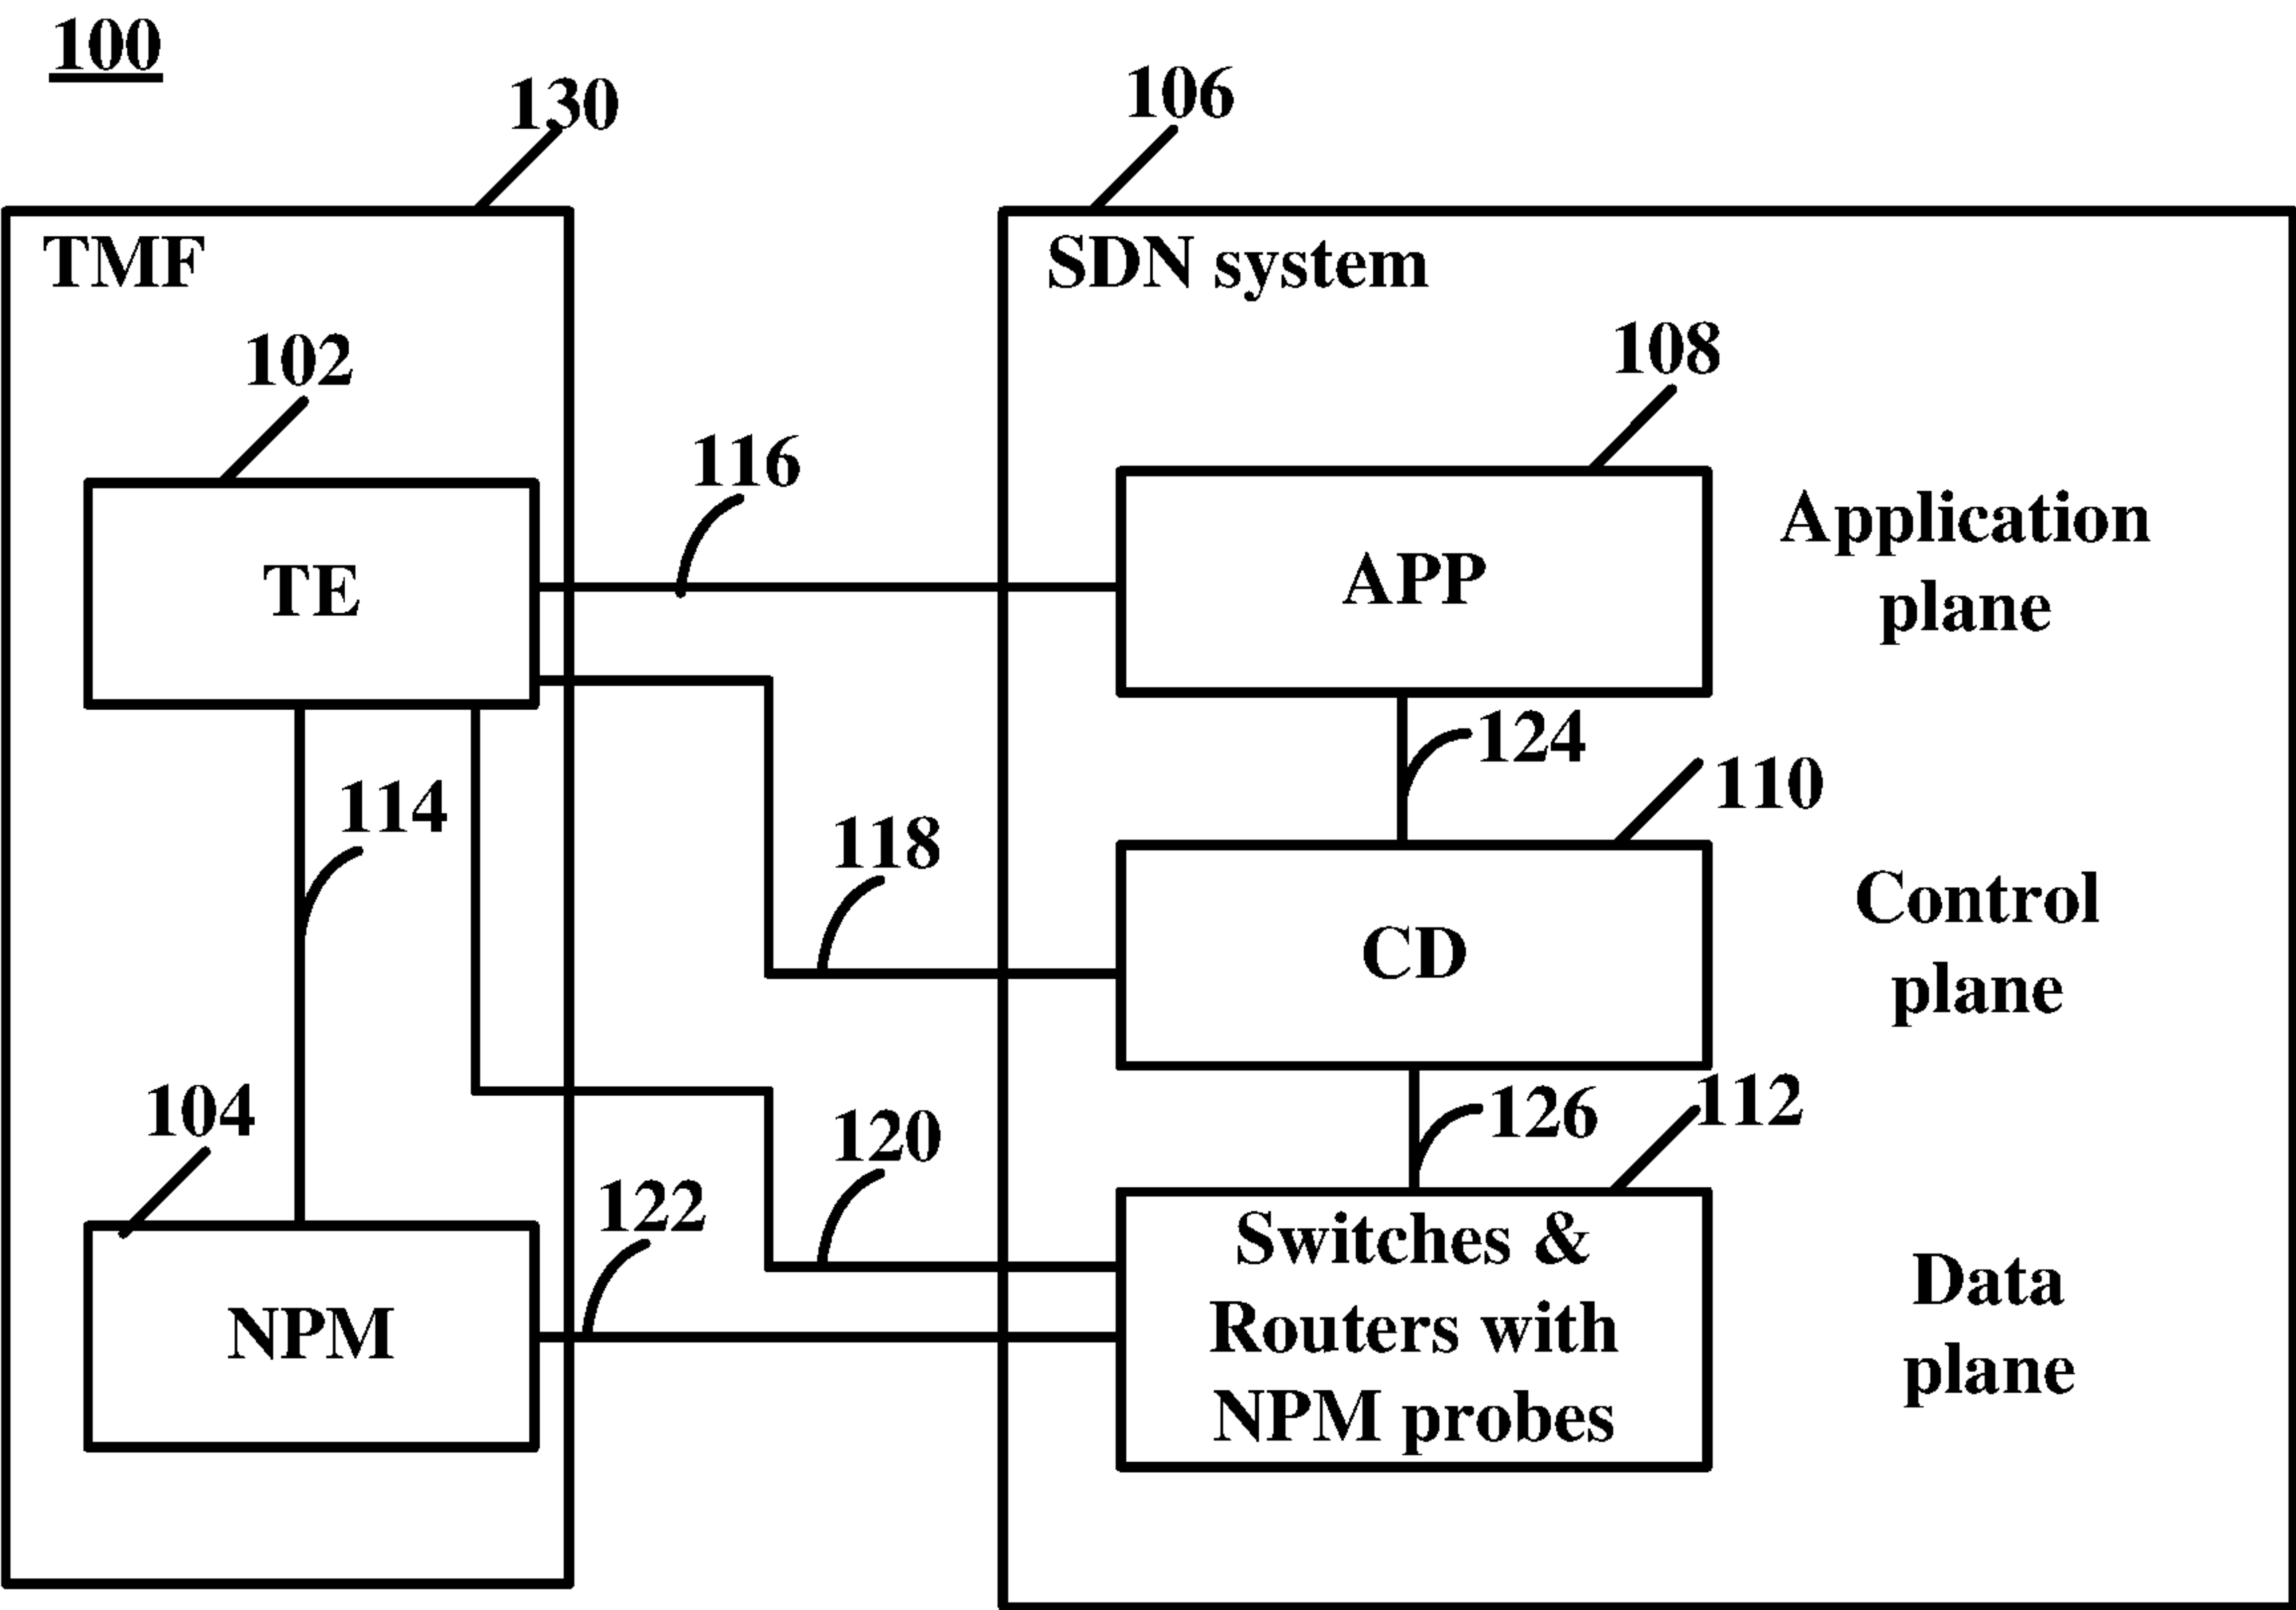 100
130
106
TMF
SDN system
102
108
116
TE
APP
Application
plane
124
110
114
118
CD
Control
plane
104
120
126
112
122
NPM
Switches &
Routers with
NPM probes
Data
plane